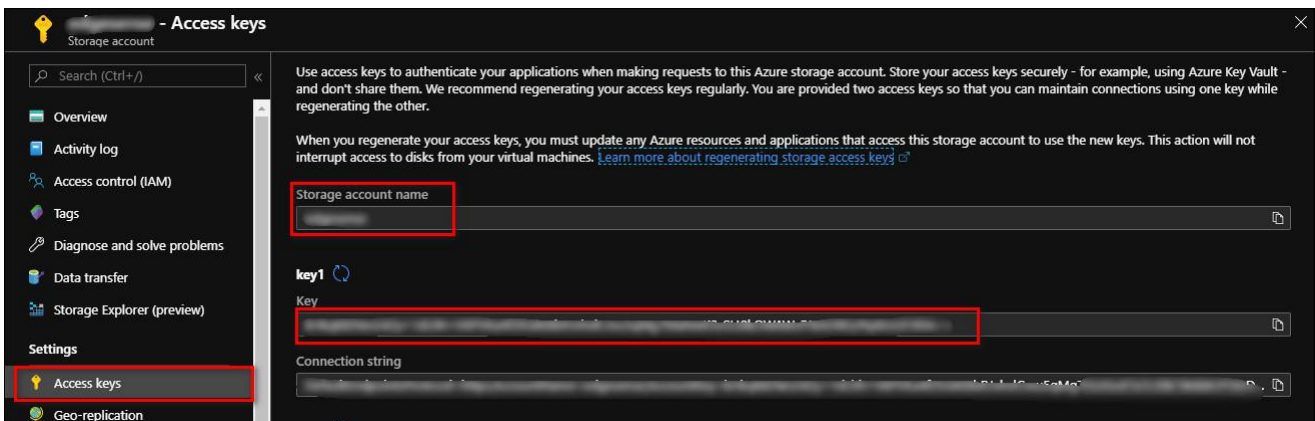 - Access keys
Storage account
Search (Ctrl+/)
Overview
Activity log
Access control (IAM)
Tags
Diagnose and solve problems
Data transfer
Storage Explorer (preview)
Settings
Access keys
Geo-replication
Use access keys to authenticate your applications when making requests to this Azure storage account. Store your access keys securely - for example, using Azure Key Vault -
and don't share them. We recommend regenerating your access keys regularly. You are provided two access keys so that you can maintain connections using one key while
regenerating the other.
When you regenerate your access keys, you must update any Azure resources and applications that access this storage account to use the new keys. This action will not
interrupt access to disks from your virtual machines. Learn more about regenerating storage access keys
Storage account name
key1
Key
Connection string